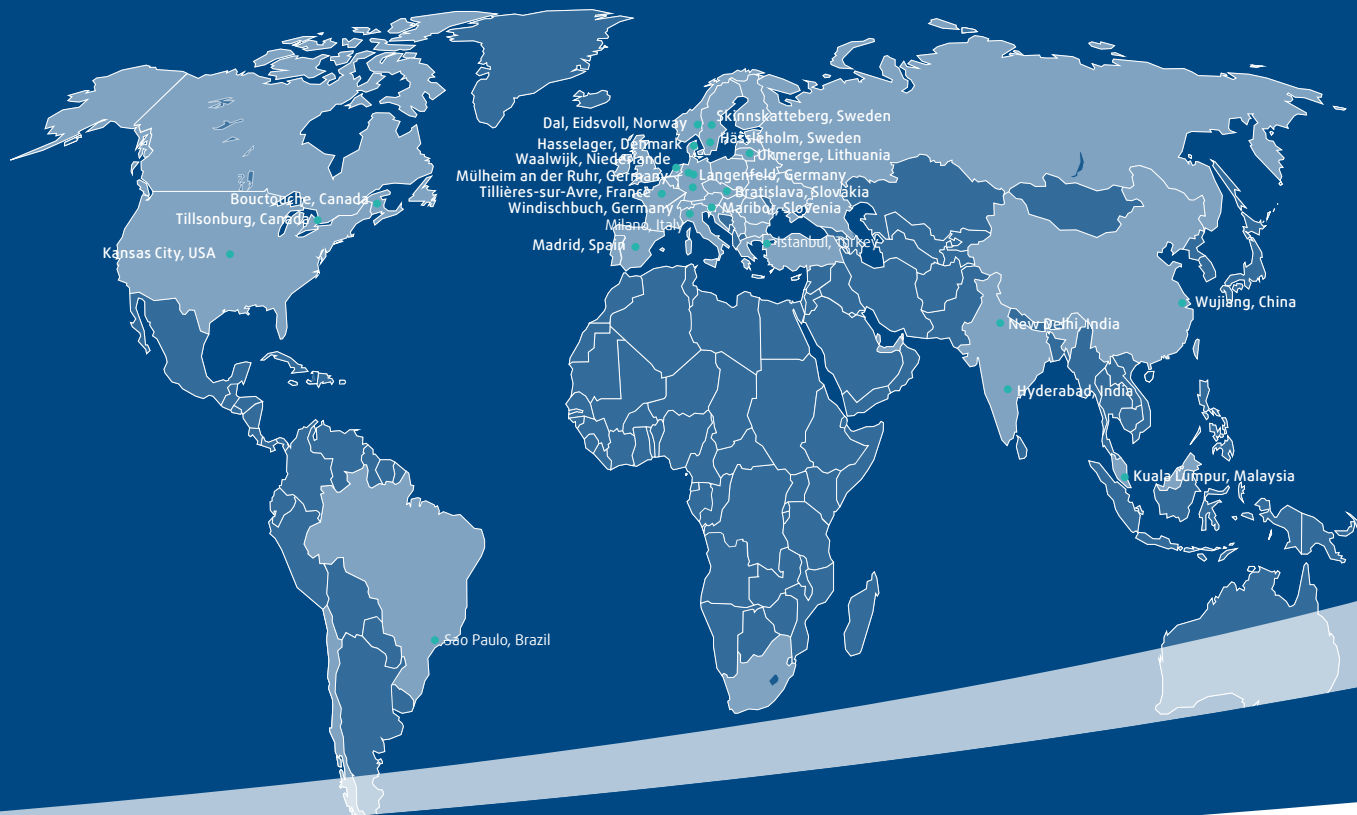 Skinnskatteberg, Sweden
Dal, Eidsvoll, Norway
Hässleholm, Sweden
Hasselager, Denmark
Ukmerge, Lithuania
Waalwijk, Niederlande
Mülheim an der Ruhr, Germany
Langenfeld, Germany
Tillières-sur-Avre, France
Bratislava, Slovakia
Bouctouche, Canada
Windischbuch, Germany
Maribor, Slovenia
Tillsonburg, Canada
Milano, Italy
Madrid, Spain
Istanbul, Turkey
Kansas City, USA
Wujiang, China
New Delhi, India
Hyderabad, India
Kuala Lumpur, Malaysia
Sao Paulo, Brazil